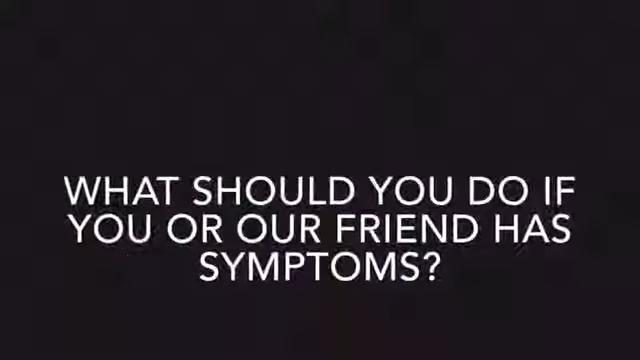 WHAT SHOULD YOU DO IF
YOU OR OUR FRIEND HAS
SYMPTOMS?